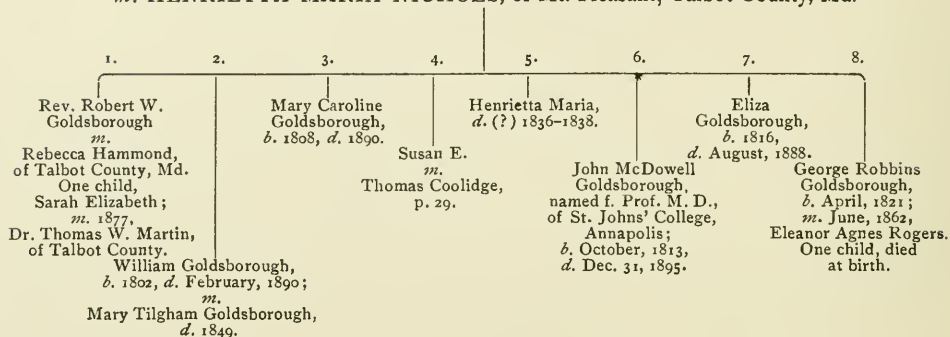 m. HENRIETTA MARIA NICHOLS, of Mt. Pleasant, Talbot County, Md.
1. 2. 3. 4. 5. 6. 7. 8.
Rev. Robert W.
Goldsborough
m.
Rebecca Hammond,
of Talbot County, Md.
One child,
Sarah Elizabeth;
m. 1877,
Dr. Thomas W. Martin,
of Talbot County.
William Goldsborough,
b. 1802, d. February, 1890;
m.
Mary Tilgham Goldsborough,
d. 1849.
Mary Caroline
Goldsborough,
b. 1808, d. 1890.
Susan E.
m.
Thomas Coolidge,
p. 29.
Henrietta Maria,
d. (?) 1836-1838.
John McDowell
Goldsborough,
named f. Prof. M. D.,
of St. Johns' College,
Annapolis;
b. October, 1813,
d. Dec. 31, 1895.
Eliza
Goldsborough,
b. 1816,
d. August, 1888.
George Robbins
Goldsborough,
b. April, 1821;
m. June, 1862,
Eleanor Agnes Rogers.
One child, died
at birth.